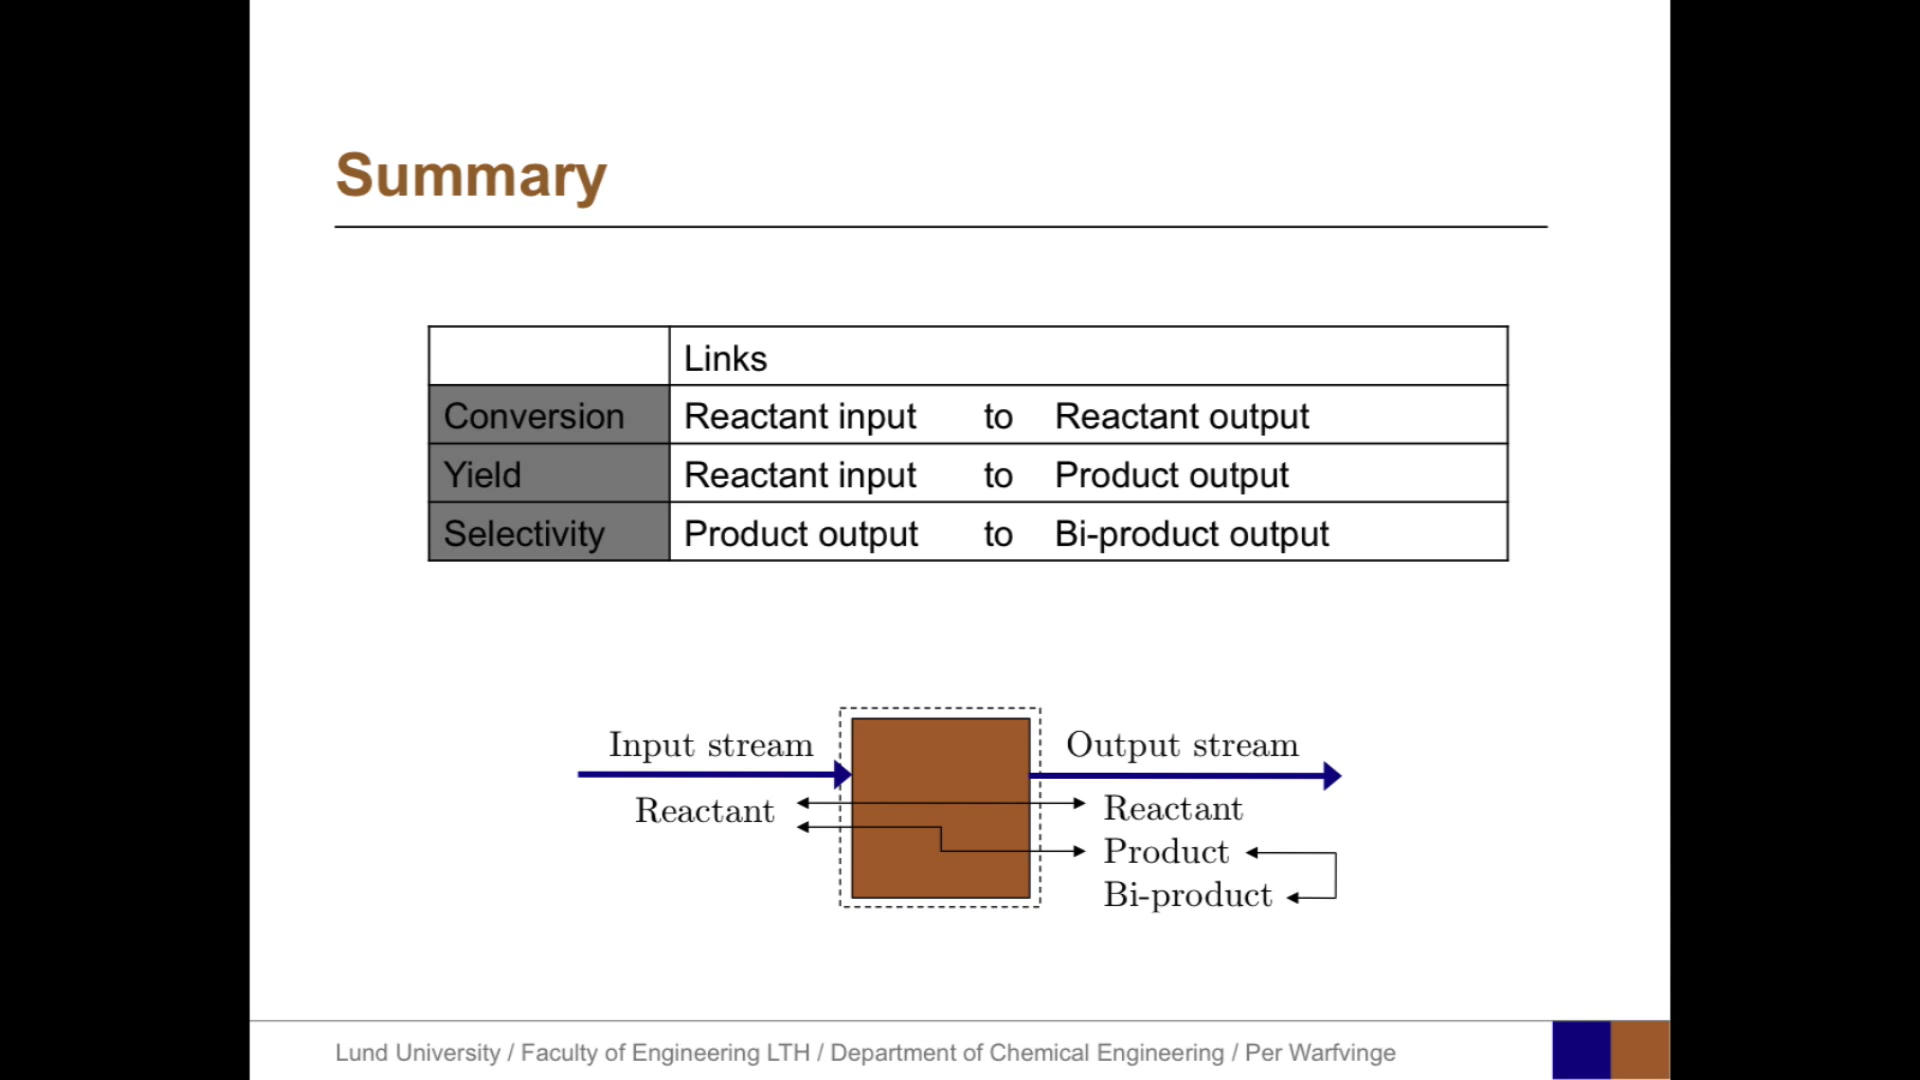 Summary
Links
Conversion Reactant input to Reactant output
Yield Reactant input to Product output
Selectivity Product output to Bi-product output
Input stream Output stream
Reactant Reactant
Product
Bi-product
Lund University / Faculty of Engineering LTH / Department of Chemical Engineering / Per Warfvinge